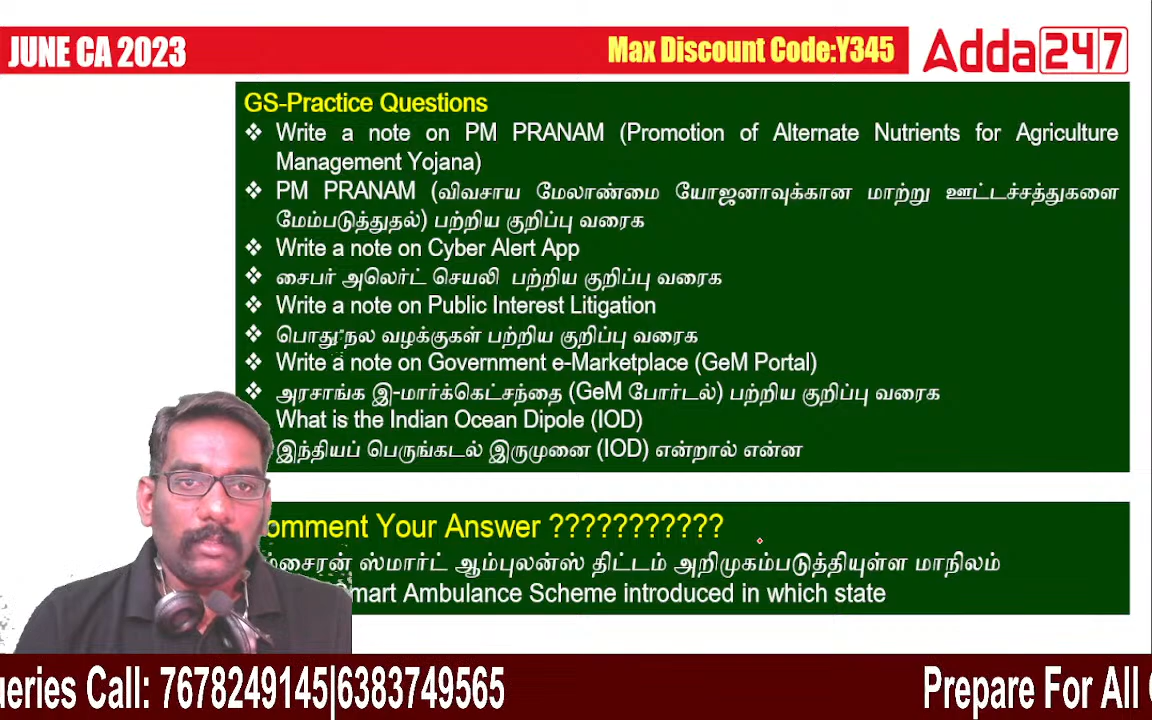 JUNE CA 2023
Max Discount Code:Y345
Adda247
GS-Practice Questions
❖ Write a note on PM PRANAM (Promotion of Alternate Nutrients for Agriculture
Management Yojana)
❖ PM PRANAM (விவசாய மேலாண்மை யோஜனாவுக்கான மாற்று ஊட்டச்சத்துகளை
மேம்படுத்துதல்) பற்றிய குறிப்பு வரைக
❖ Write a note on Cyber Alert App
❖ சைபர் அலெர்ட் செயலி பற்றிய குறிப்பு வரைக
❖ Write a note on Public Interest Litigation
❖ பொது நல வழக்குகள் பற்றிய குறிப்பு வரைக
❖ Write a note on Government e-Marketplace (GeM Portal)
❖ அரசாங்க இ-மார்க்கெட்சந்தை (GeM போர்டல்) பற்றிய குறிப்பு வரைக
What is the Indian Ocean Dipole (IOD)
இந்தியப் பெருங்கடல் இருமுனை (IOD) என்றால் என்ன
omment Your Answer ???????????
ஸ்மார்ட் ஆம்புலன்ஸ் திட்டம் அறிமுகம்படுத்தியுள்ள மாநிலம்
mart Ambulance Scheme introduced in which state
ueries Call: 7678249145|6383749565
Prepare For All